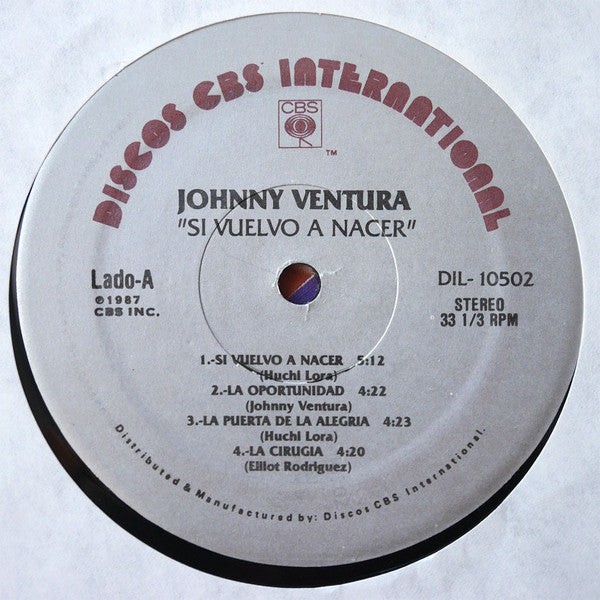 DISCOS CBS INTERNATIONAL
CBS
TM
JOHNNY VENTURA
"SI VUELVO A NACER"
Lado-A
℗1987
CBS INC.
DIL- 10502
STEREO
33 1/3 RPM
1.-SI VUELVO A NACER 5:12
(Huchi Lora)
2.-LA OPORTUNIDAD 4:22
(Johnny Ventura)
3.-LA PUERTA DE LA ALEGRIA 4:23
(Huchi Lora)
4.-LA CIRUGIA 4:20
(Elliot Rodriguez)
Distributed & Manufactured by: Discos CBS International.